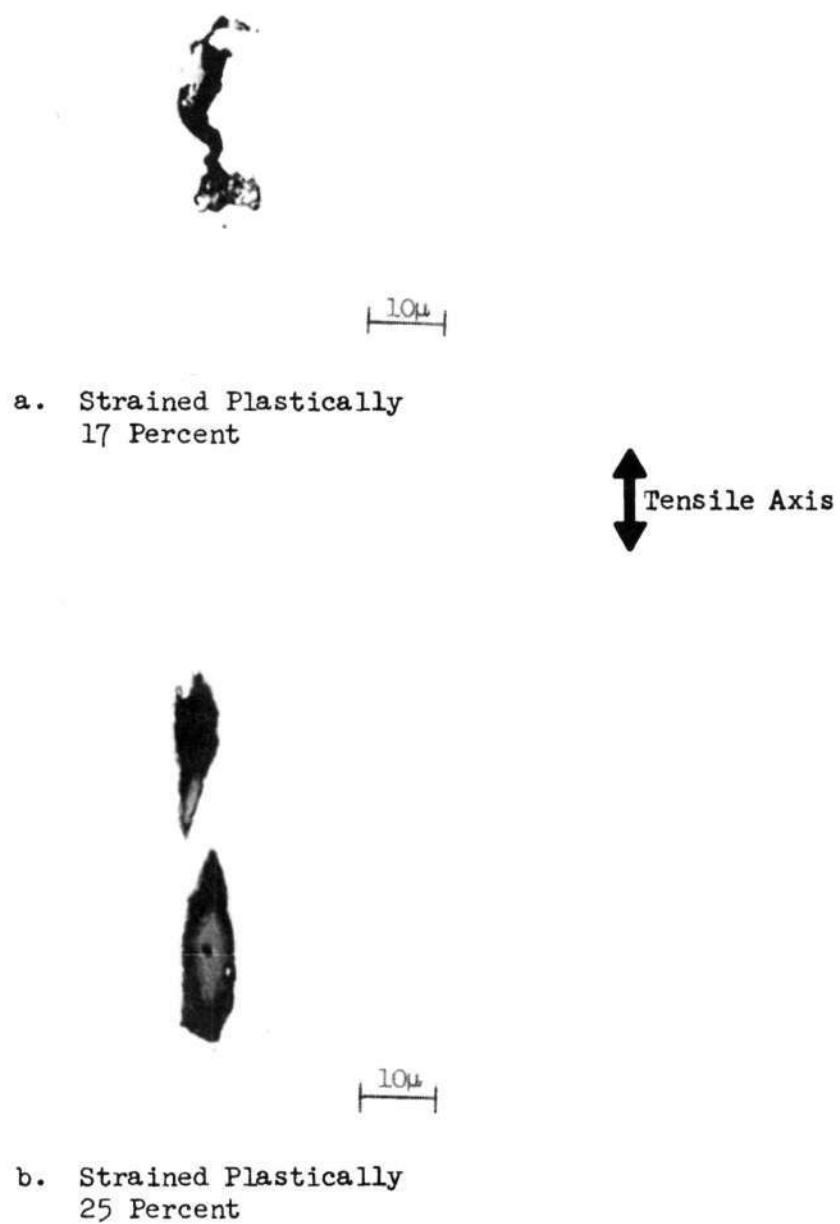 10μ
a. Strained Plastically
17 Percent
Tensile Axis
10μ
b. Strained Plastically
25 Percent